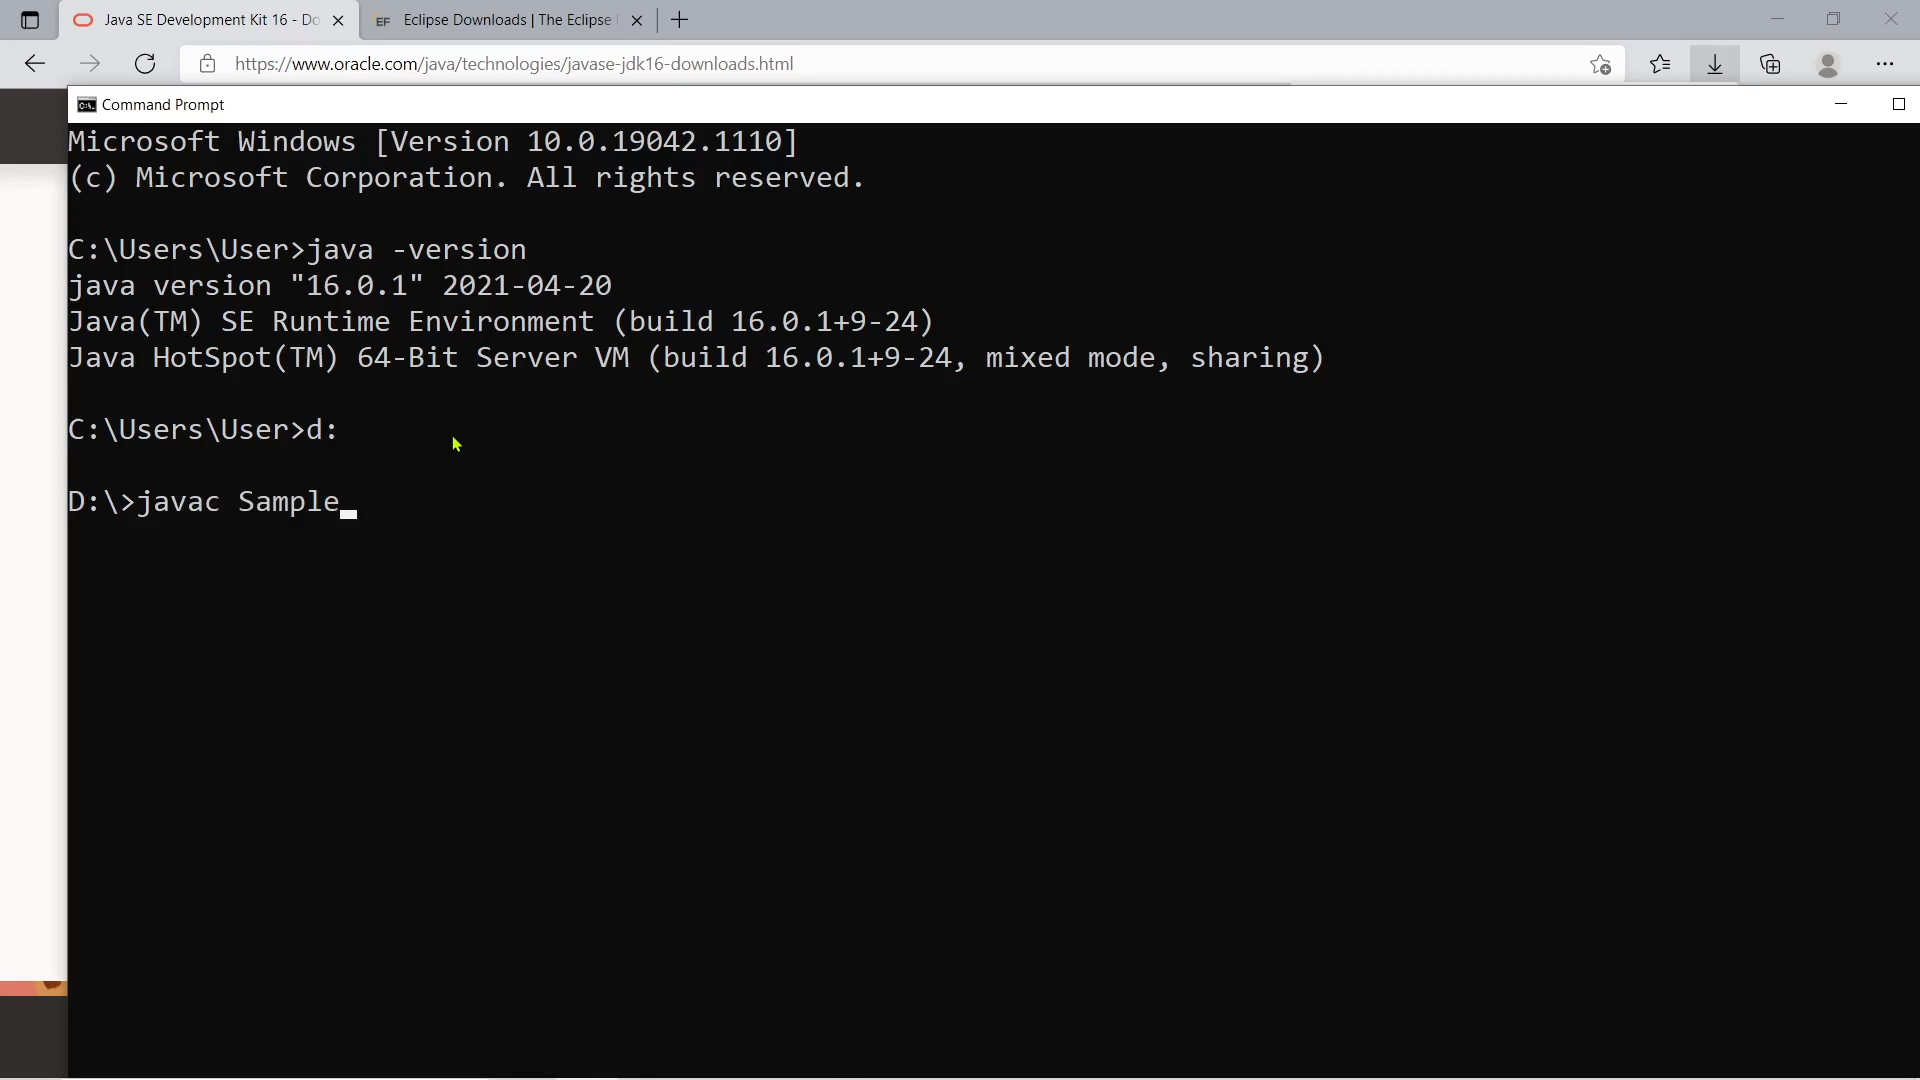 Java SE Development Kit 16 - Do
EF Eclipse Downloads | The Eclipse
https://www.oracle.com/java/technologies/javase-jdk16-downloads.html
Command Prompt
Microsoft Windows [Version 10.0.19042.1110]
(c) Microsoft Corporation. All rights reserved.
C:\Users\User>java -version
java version "16.0.1" 2021-04-20
Java(TM) SE Runtime Environment (build 16.0.1+9-24)
Java HotSpot(TM) 64-Bit Server VM (build 16.0.1+9-24, mixed mode, sharing)
C:\Users\User>d:
D:\>javac Sample_